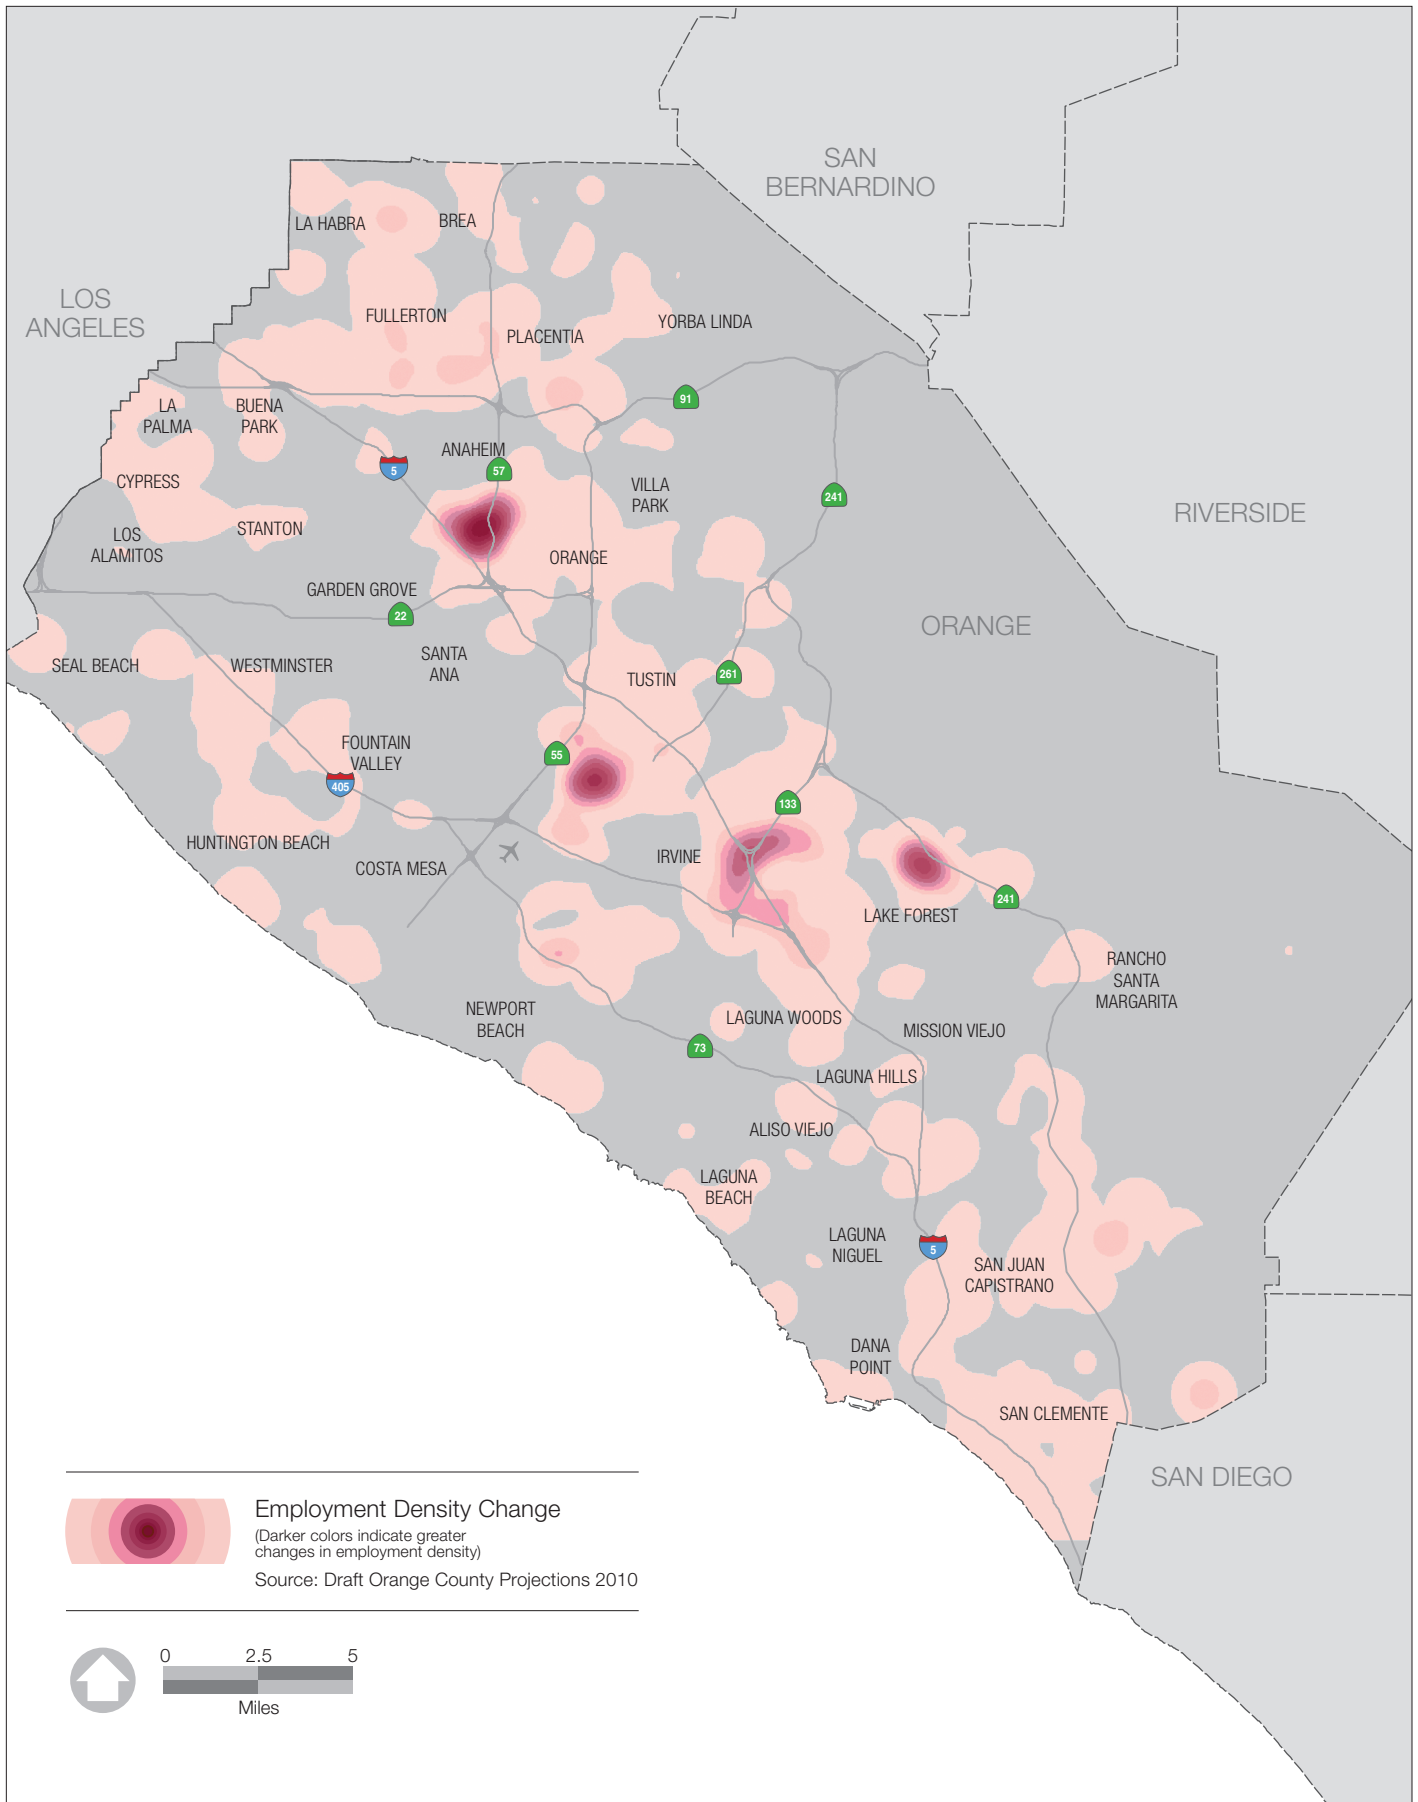 SAN
BERNARDINO
LA HABRA
BREA
LOS
ANGELES
FULLERTON
PLACENTIA
YORBA LINDA
91
LA
PALMA
BUENA
PARK
ANAHEIM
5
57
CYPRESS
VILLA
PARK
241
RIVERSIDE
LOS
ALAMITOS
STANTON
ORANGE
GARDEN GROVE
22
ORANGE
SEAL BEACH
WESTMINSTER
SANTA
ANA
TUSTIN
261
FOUNTAIN
VALLEY
55
405
133
HUNTINGTON BEACH
COSTA MESA
IRVINE
LAKE FOREST
241
RANCHO
SANTA
MARGARITA
NEWPORT
BEACH
LAGUNA WOODS
MISSION VIEJO
73
LAGUNA HILLS
ALISO VIEJO
LAGUNA
BEACH
LAGUNA
NIGUEL
5
SAN JUAN
CAPISTRANO
DANA
POINT
SAN CLEMENTE
SAN DIEGO
Employment Density Change
(Darker colors indicate greater
changes in employment density)
Source: Draft Orange County Projections 2010
0 2.5 5
Miles